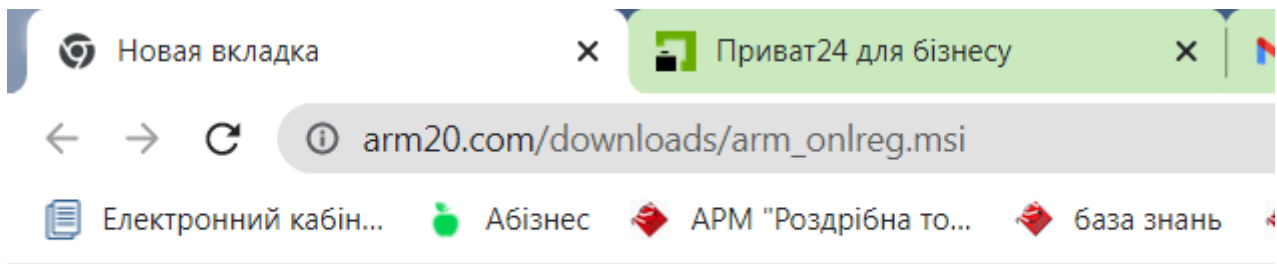 Новая вкладка Приват24 для бізнесу
arm20.com/downloads/arm_onlreg.msi
Електронний кабін... Абізнес АРМ "Роздрібна то... база знань